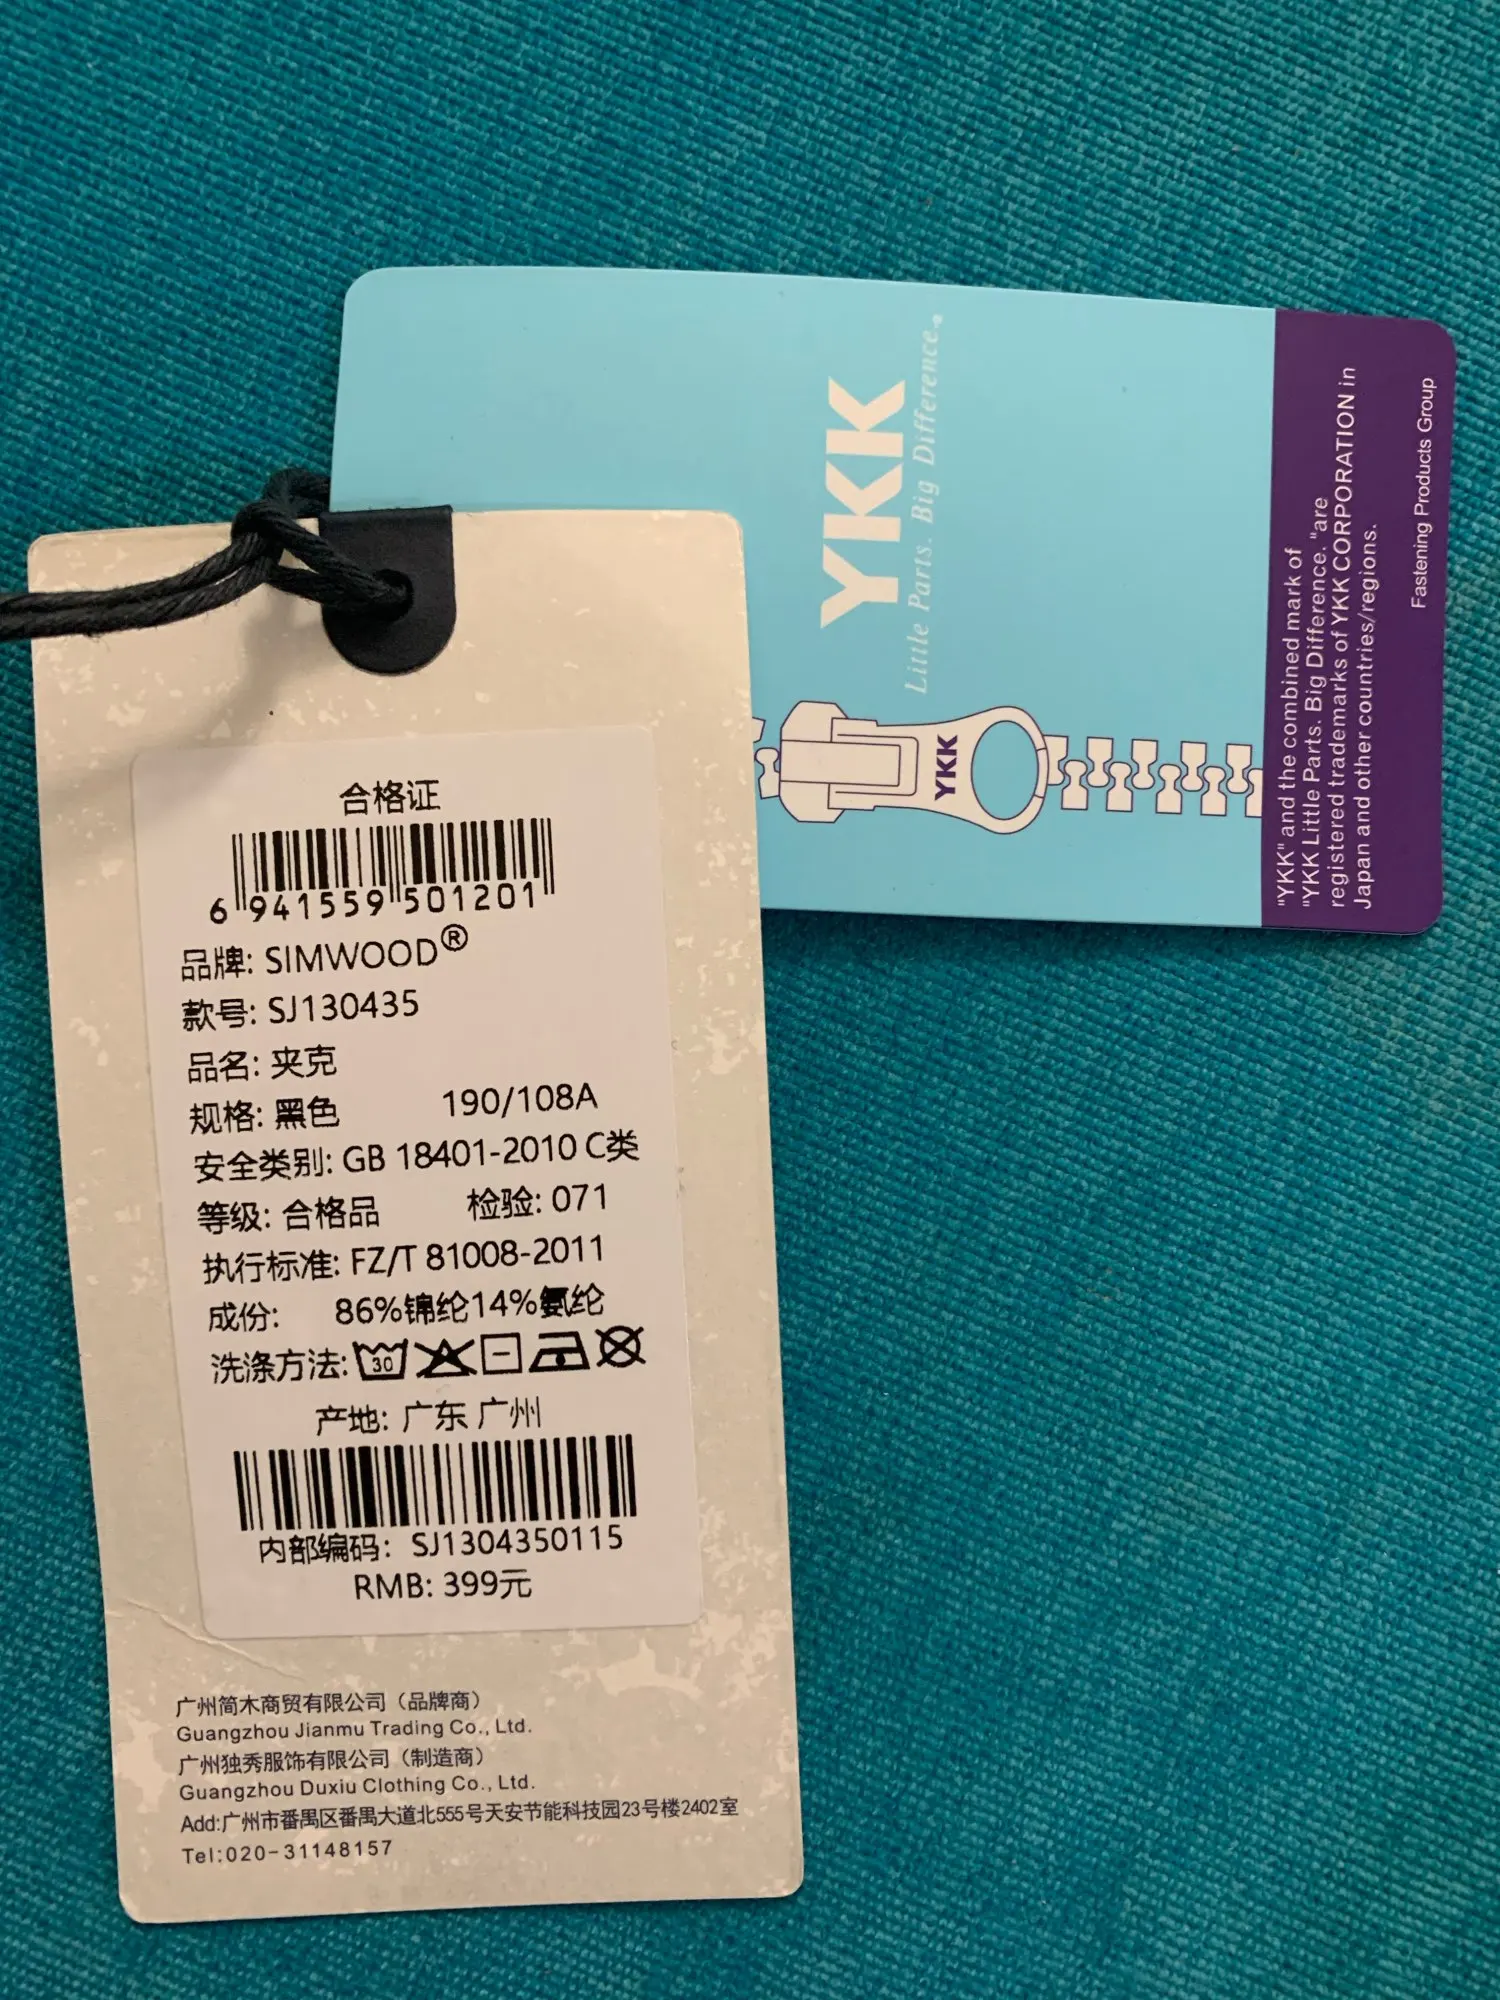 合格证
6 941559 501201
品牌: SIMWOOD®
款号: SJ130435
品名: 夹克
规格: 黑色 190/108A
安全类别: GB 18401-2010 C类
等级: 合格品 检验: 071
执行标准: FZ/T 81008-2011
成份: 86%锦纶14%氨纶
洗涤方法: 30
产地: 广东 广州
内部编码: SJ1304350115
RMB: 399元
广州简木商贸有限公司（品牌商）
Guangzhou Jianmu Trading Co., Ltd.
广州独秀服饰有限公司（制造商）
Guangzhou Duxiu Clothing Co., Ltd.
Add:广州市番禺区番禺大道北555号天安节能科技园23号楼2402室
Tel:020-31148157
YKK
Little Parts. Big Difference.
YKK
"YKK" and the combined mark of
"YKK Little Parts. Big Difference. "are
registered trademarks of YKK CORPORATION in
Japan and other countries/regions.
Fastening Products Group